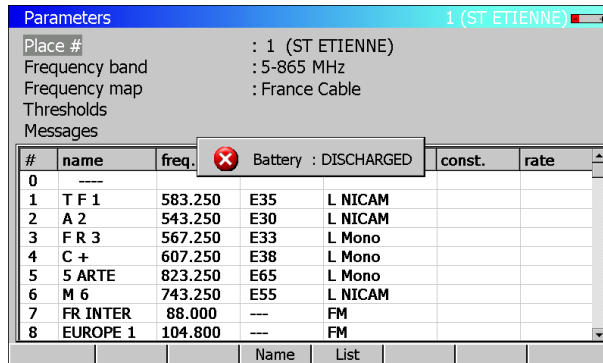 Parameters 1 (ST ETIENNE)
Place # : 1 (ST ETIENNE)
Frequency band : 5-865 MHz
Frequency map : France Cable
Thresholds
Messages
Battery : DISCHARGED
# name freq. const. rate
0 ----
1 T F 1 583.250 E35 L NICAM
2 A 2 543.250 E30 L NICAM
3 F R 3 567.250 E33 L Mono
4 C + 607.250 E38 L Mono
5 5 ARTE 823.250 E65 L Mono
6 M 6 743.250 E55 L NICAM
7 FR INTER 88.000 --- FM
8 EUROPE 1 104.800 --- FM
Name List